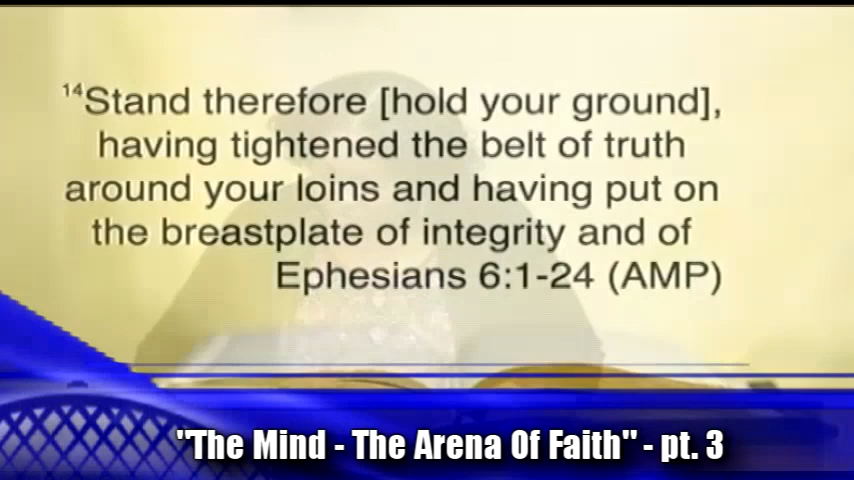 14Stand therefore [hold your ground],
having tightened the belt of truth
around your loins and having put on
the breastplate of integrity and of
Ephesians 6:1-24 (AMP)
"The Mind - The Arena Of Faith" - pt. 3